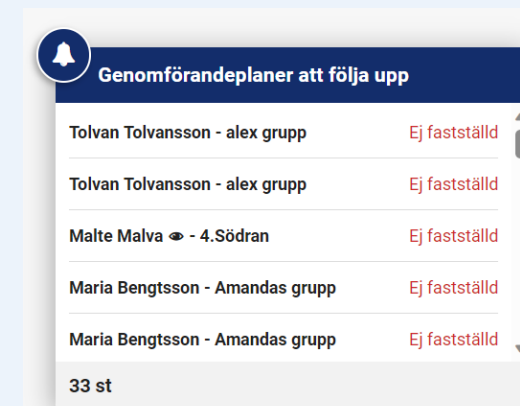 Genomförandeplaner att följa upp
Tolvan Tolvansson - alex grupp Ej fastställd
Tolvan Tolvansson - alex grupp Ej fastställd
Malte Malva - 4.Södran Ej fastställd
Maria Bengtsson - Amandas grupp Ej fastställd
Maria Bengtsson - Amandas grupp Ej fastställd
33 st